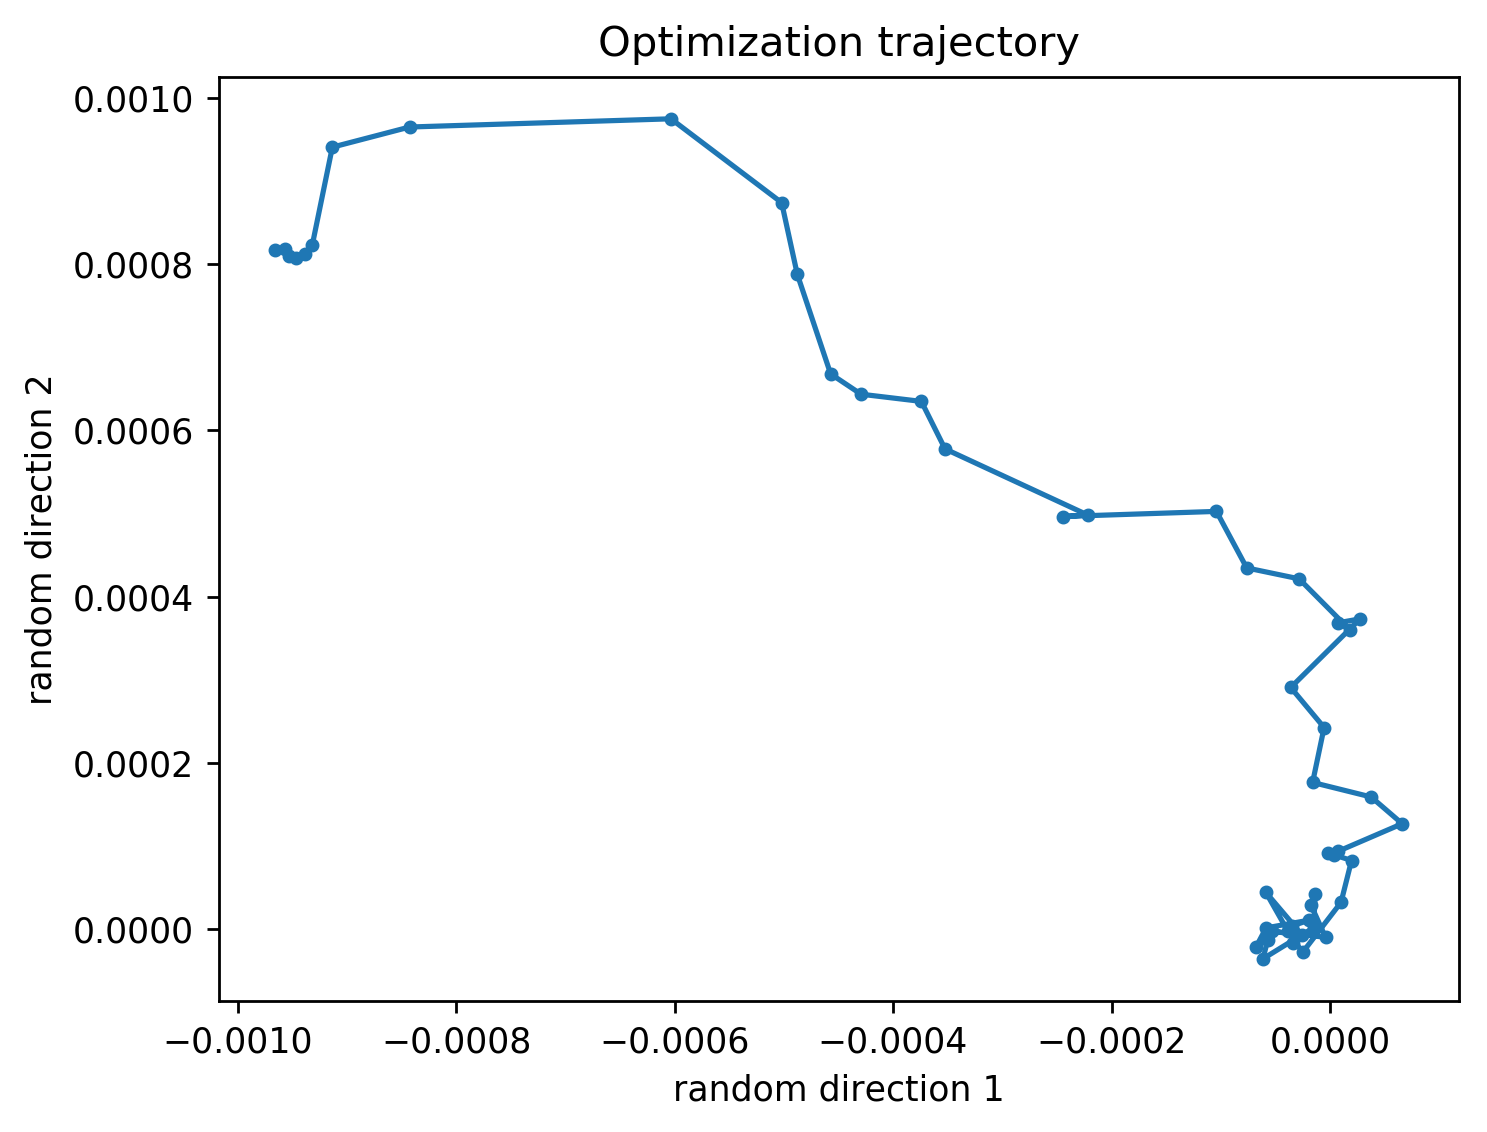 Optimization trajectory
0.0010
0.0008
0.0006
0.0004
0.0002
0.0000
random direction 2
−0.0010 −0.0008 −0.0006 −0.0004 −0.0002 0.0000
random direction 1